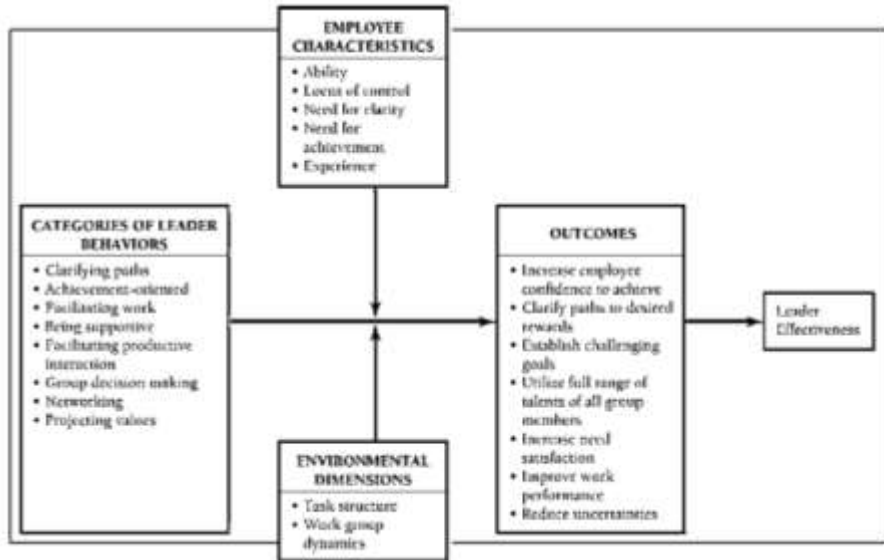 EMPLOYEE
CHARACTERISTICS
• Ability
• Locus of control
• Need for clarity
• Need for
achievement
• Experience
CATEGORIES OF LEADER
BEHAVIORS
• Clarifying paths
• Achievement-oriented
• Facilitating work
• Being supportive
• Facilitating productive
interaction
• Group decision making
• Networking
• Projecting values
ENVIRONMENTAL
DIMENSIONS
• Task structure
• Work group
dynamics
OUTCOMES
• Increase employee
confidence to achieve
• Clarify paths to desired
rewards
• Establish challenging
goals
• Utilize full range of
talents of all group
members
• Increase need
satisfaction
• Improve work
performance
• Reduce uncertainties
Leader
Effectiveness